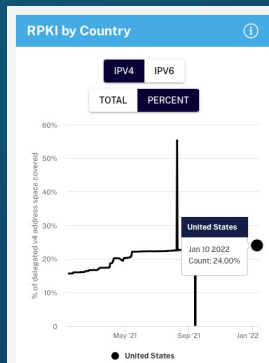 RPKI by Country
i
IPV4 IPV6
TOTAL PERCENT
% of delegated v4 address space covered
60%
50%
40%
30%
20%
10%
0
United States
Jan 10 2022
Count: 24.00%
May '21 Sep '21 Jan '22
United States